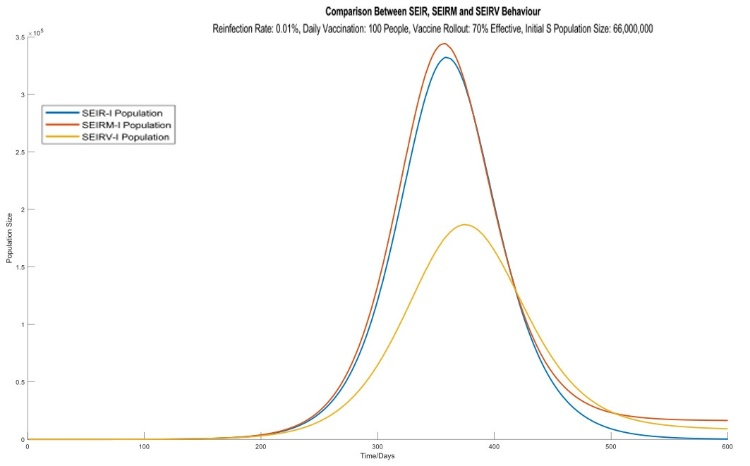 Comparison Between SEIR, SEIRM and SEIRV Behaviour
Reinfection Rate: 0.01%, Daily Vaccination: 100 People, Vaccine Rollout: 70% Effective, Initial S Population Size: 66,000,000
×10⁵
3.5
3
2.5
2
1.5
1
0.5
0
Population Size
SEIR-I Population
SEIRM-I Population
SEIRV-I Population
0 100 200 300 400 500 600
Time/Days